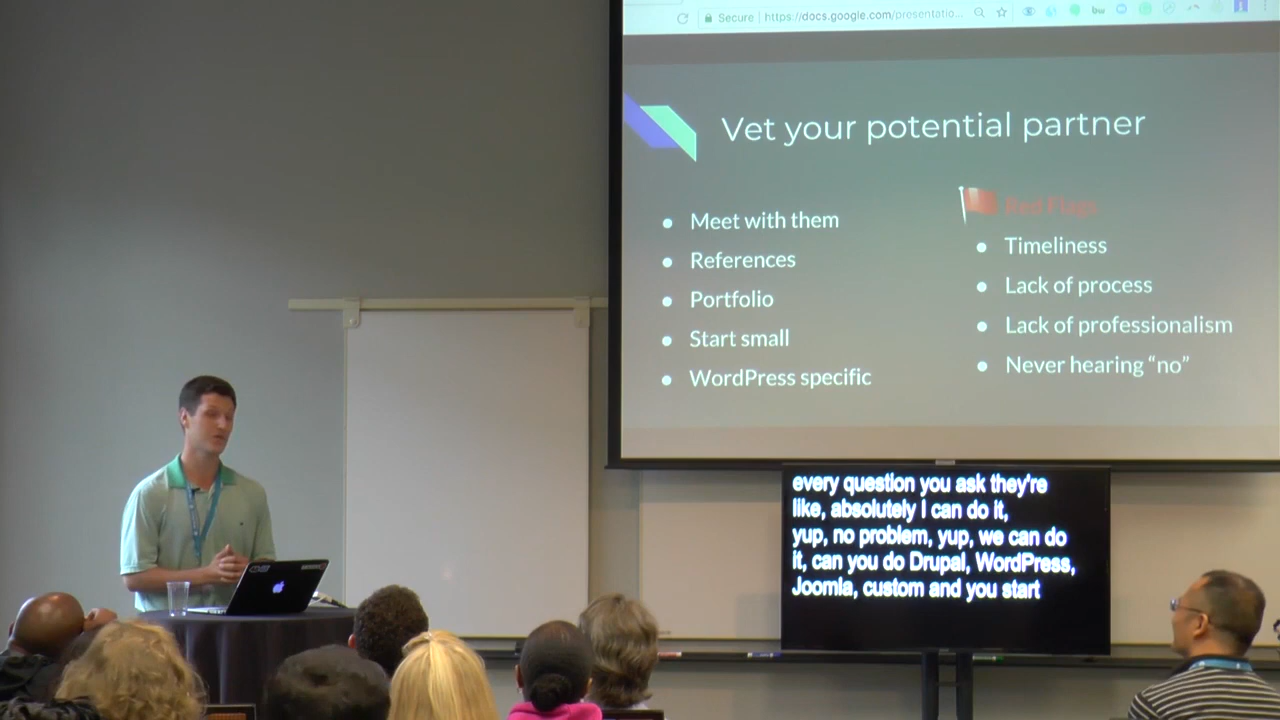 Secure | https://docs.google.com/presentatio...
Vet your potential partner
Meet with them
References
Portfolio
Start small
WordPress specific
Red Flags
Timeliness
Lack of process
Lack of professionalism
Never hearing “no”
every question you ask they're
like, absolutely I can do it,
yup, no problem, yup, we can do
it, can you do Drupal, WordPress,
Joomla, custom and you start